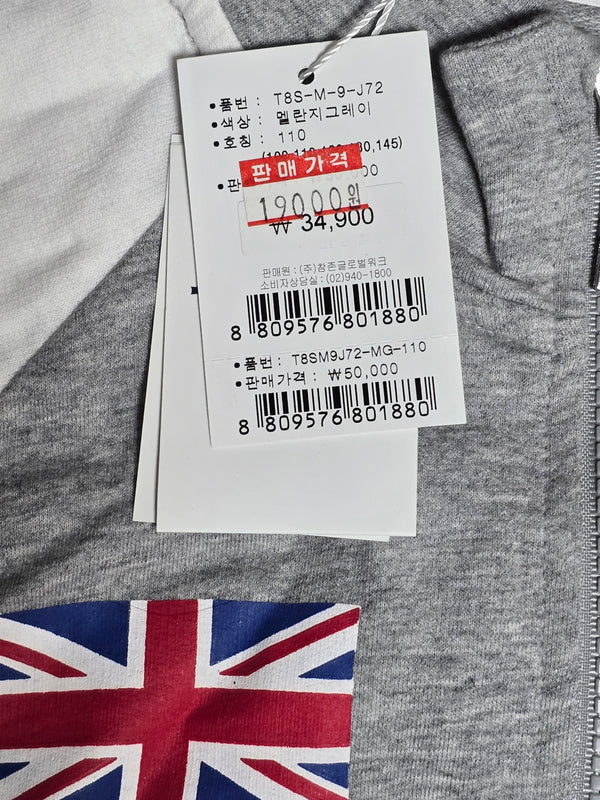 •품번 : T8S-M-9-J72
•색상 : 멜란지그레이
•호칭 : 110
판매가격
•판
19000원
₩ 34,900
판매원 : (주)창존글로벌워크
소비자상담실 : (02)940-1800
8 809576 801880
•품번 : T8SM9J72-MG-110
•판매가격 : ₩50,000
8 809576 801880